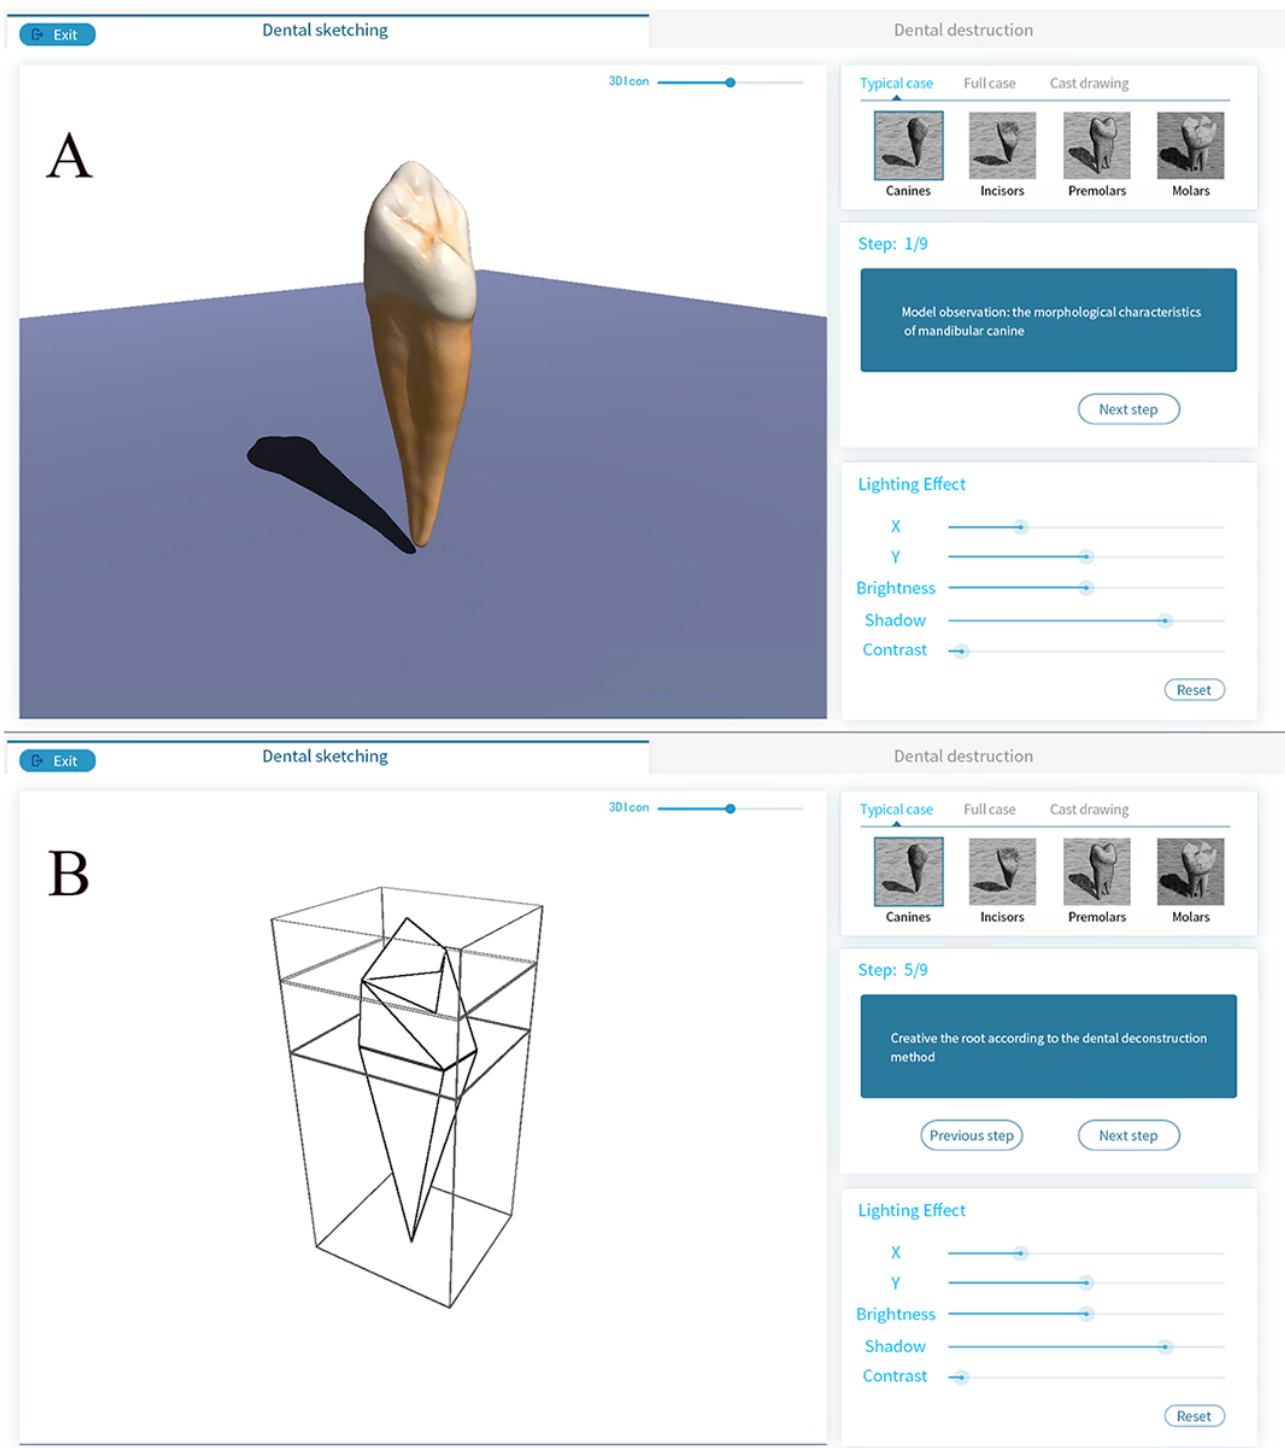 Exit
Dental sketching
Dental destruction
3DIcon
A
Typical case
Full case
Cast drawing
Canines
Incisors
Premolars
Molars
Step: 1/9
Model observation: the morphological characteristics
of mandibular canine
Next step
Lighting Effect
X
Y
Brightness
Shadow
Contrast
Reset
Exit
Dental sketching
Dental destruction
3DIcon
B
Typical case
Full case
Cast drawing
Canines
Incisors
Premolars
Molars
Step: 5/9
Creative the root according to the dental deconstruction
method
Previous step
Next step
Lighting Effect
X
Y
Brightness
Shadow
Contrast
Reset